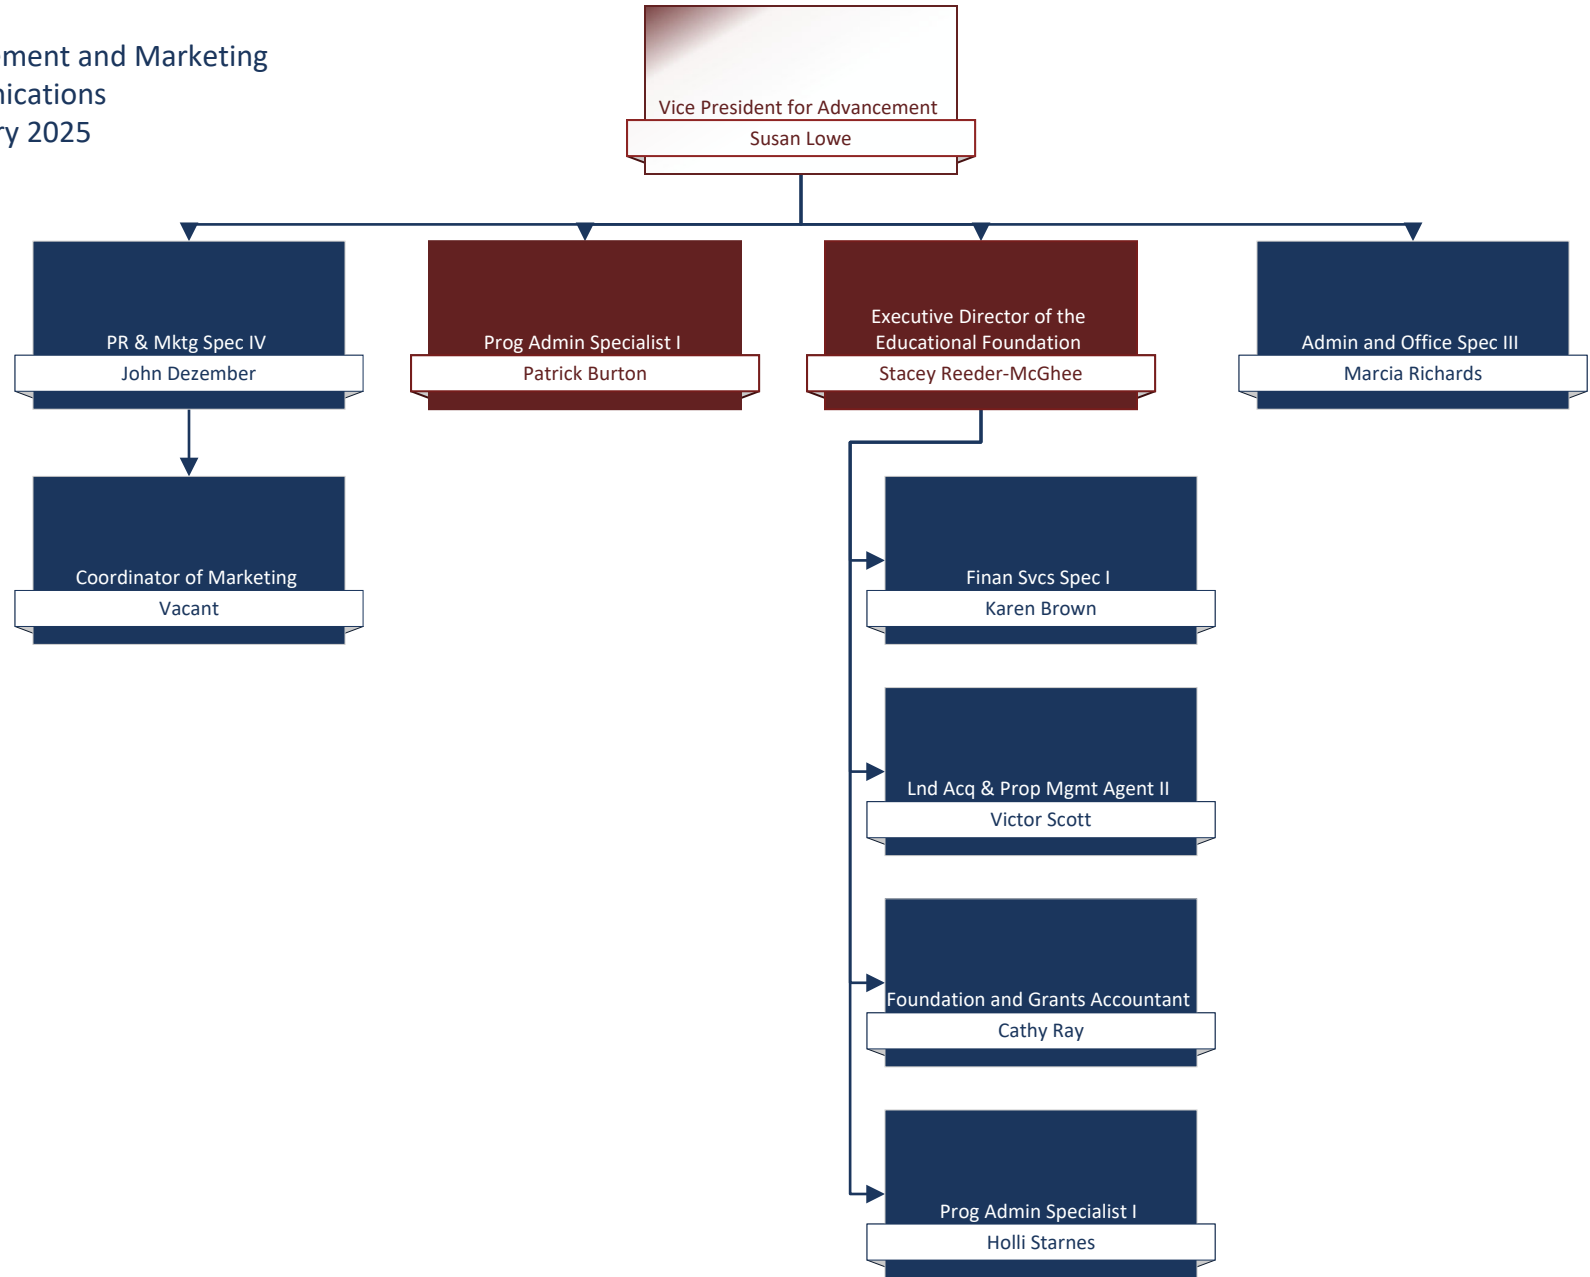 ement and Marketing
nications
ry 2025
Vice President for Advancement
Susan Lowe
PR & Mktg Spec IV
John Dezember
Prog Admin Specialist I
Patrick Burton
Executive Director of the
Educational Foundation
Stacey Reeder-McGhee
Admin and Office Spec III
Marcia Richards
Coordinator of Marketing
Vacant
Finan Svcs Spec I
Karen Brown
Lnd Acq & Prop Mgmt Agent II
Victor Scott
Foundation and Grants Accountant
Cathy Ray
Prog Admin Specialist I
Holli Starnes